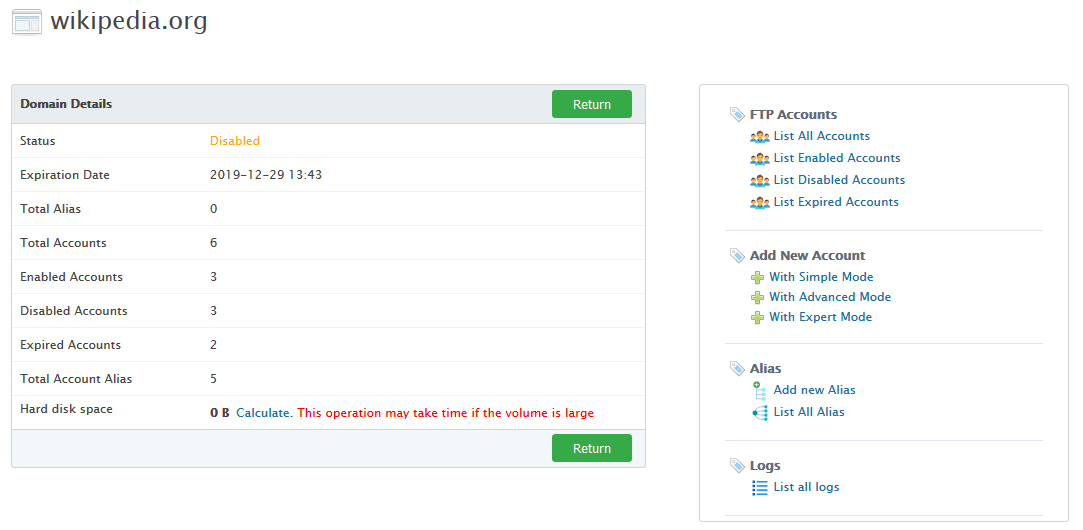 wikipedia.org
Domain Details
Return
Status Disabled
Expiration Date 2019-12-29 13:43
Total Alias 0
Total Accounts 6
Enabled Accounts 3
Disabled Accounts 3
Expired Accounts 2
Total Account Alias 5
Hard disk space 0 B Calculate. This operation may take time if the volume is large
Return
FTP Accounts
List All Accounts
List Enabled Accounts
List Disabled Accounts
List Expired Accounts
Add New Account
With Simple Mode
With Advanced Mode
With Expert Mode
Alias
Add new Alias
List All Alias
Logs
List all logs